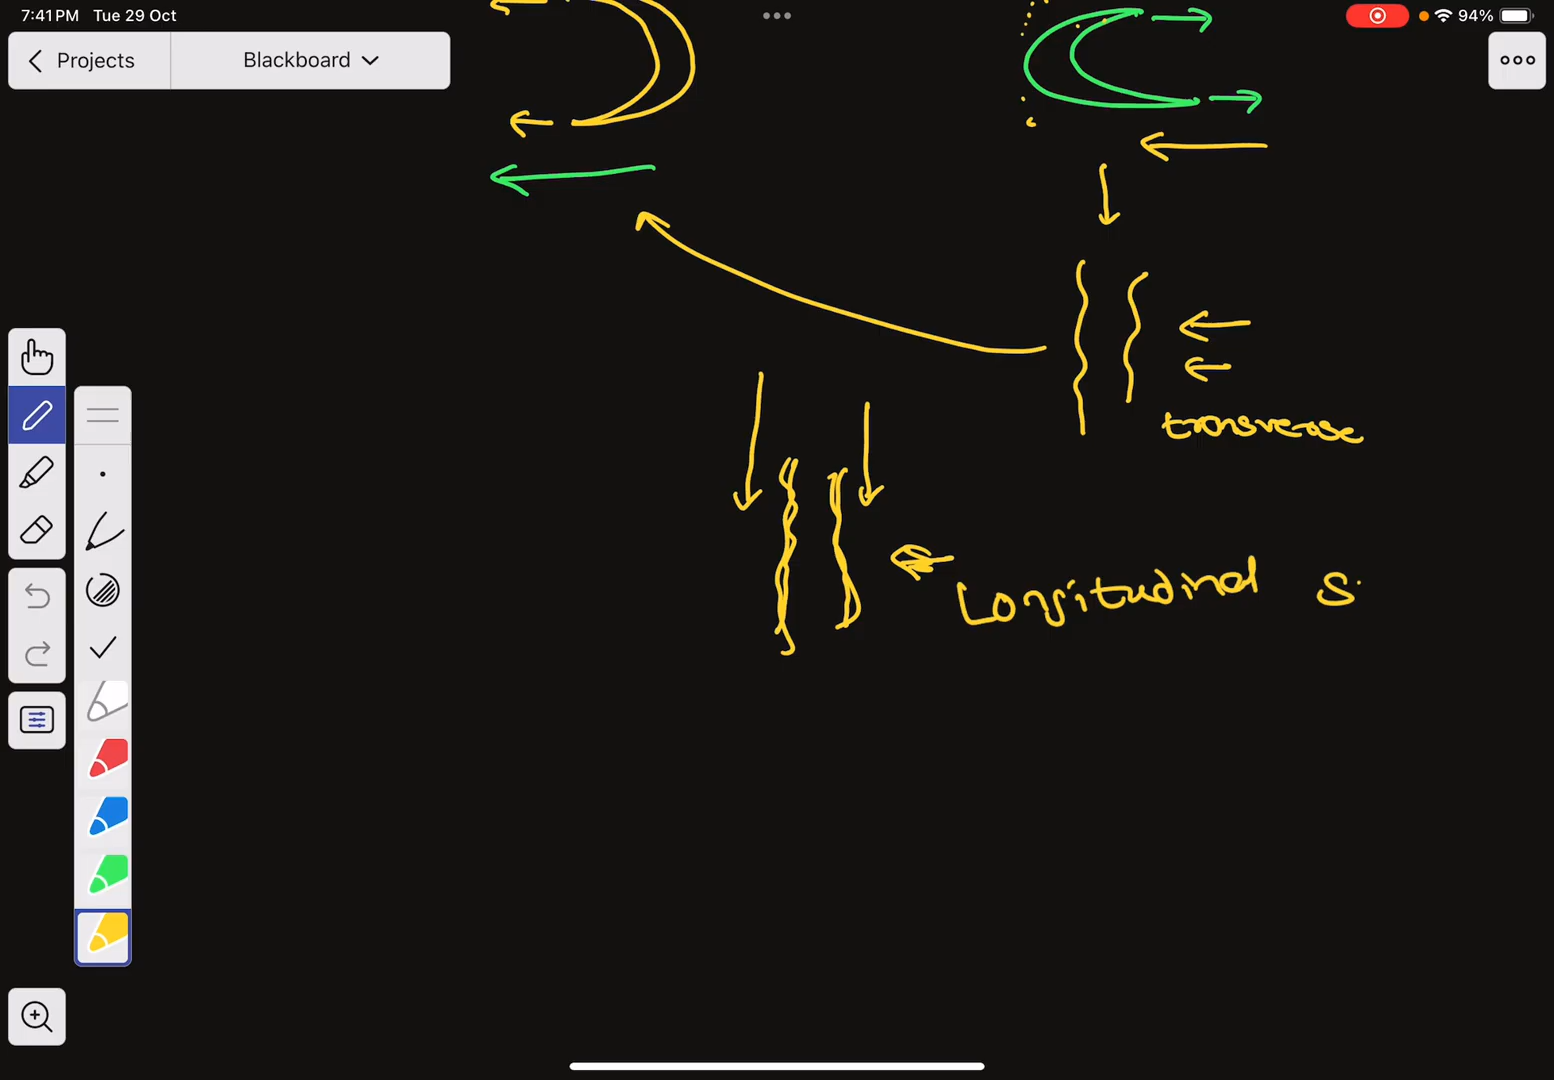 7:41 PM Tue 29 Oct
94%
Projects
Blackboard
transverse
Longitudinal S